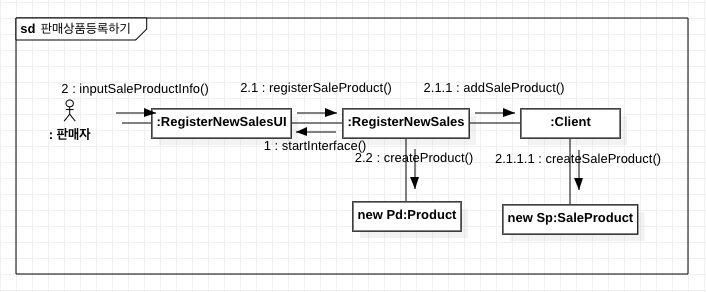 sd 판매상품등록하기
2 : inputSaleProductInfo()
2.1 : registerSaleProduct()
2.1.1 : addSaleProduct()
: 판매자
:RegisterNewSalesUI
:RegisterNewSales
:Client
1 : startInterface()
2.2 : createProduct()
2.1.1.1 : createSaleProduct()
new Pd:Product
new Sp:SaleProduct